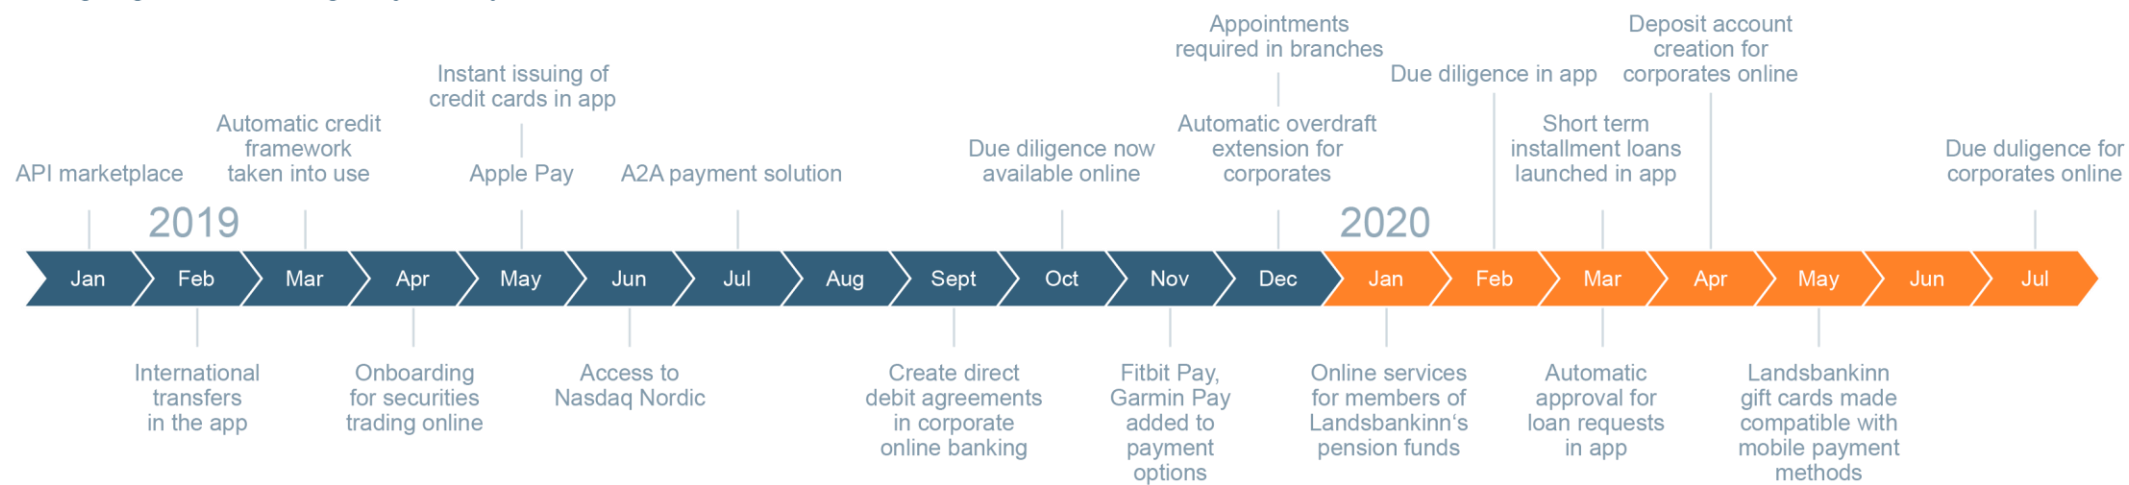 Appointments
required in branches
Deposit account
creation for
corporates online
Instant issuing of
credit cards in app
Due diligence in app
Automatic credit
framework
taken into use
Automatic overdraft
extension for
corporates
Short term
installment loans
launched in app
Due diligence now
available online
Due duligence for
corporates online
API marketplace
Apple Pay
A2A payment solution
2019
2020
Jan
Feb
Mar
Apr
May
Jun
Jul
Aug
Sept
Oct
Nov
Dec
Jan
Feb
Mar
Apr
May
Jun
Jul
International
transfers
in the app
Onboarding
for securities
trading online
Access to
Nasdaq Nordic
Create direct
debit agreements
in corporate
online banking
Fitbit Pay,
Garmin Pay
added to
payment
options
Online services
for members of
Landsbankinn‘s
pension funds
Automatic
approval for
loan requests
in app
Landsbankinn
gift cards made
compatible with
mobile payment
methods